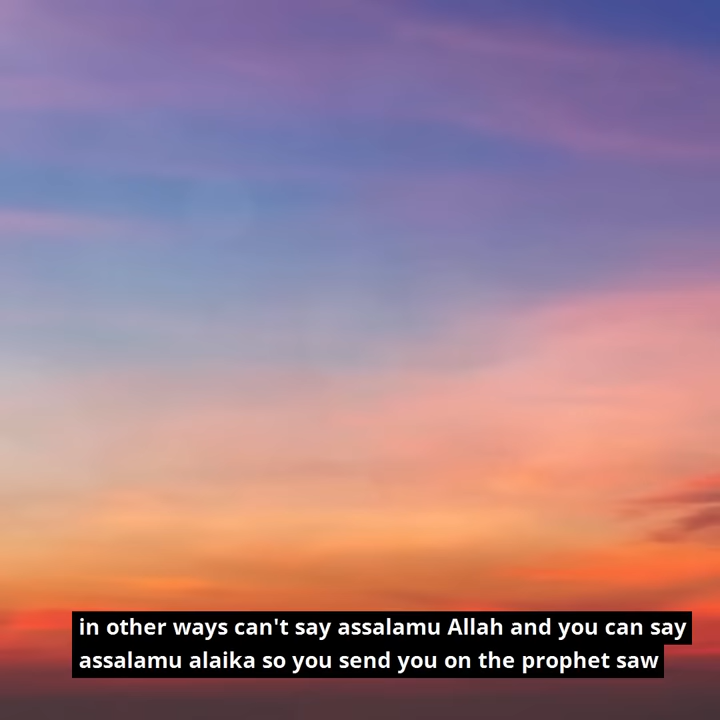 in other ways can't say assalamu Allah and you can say
assalamu alaika so you send you on the prophet saw